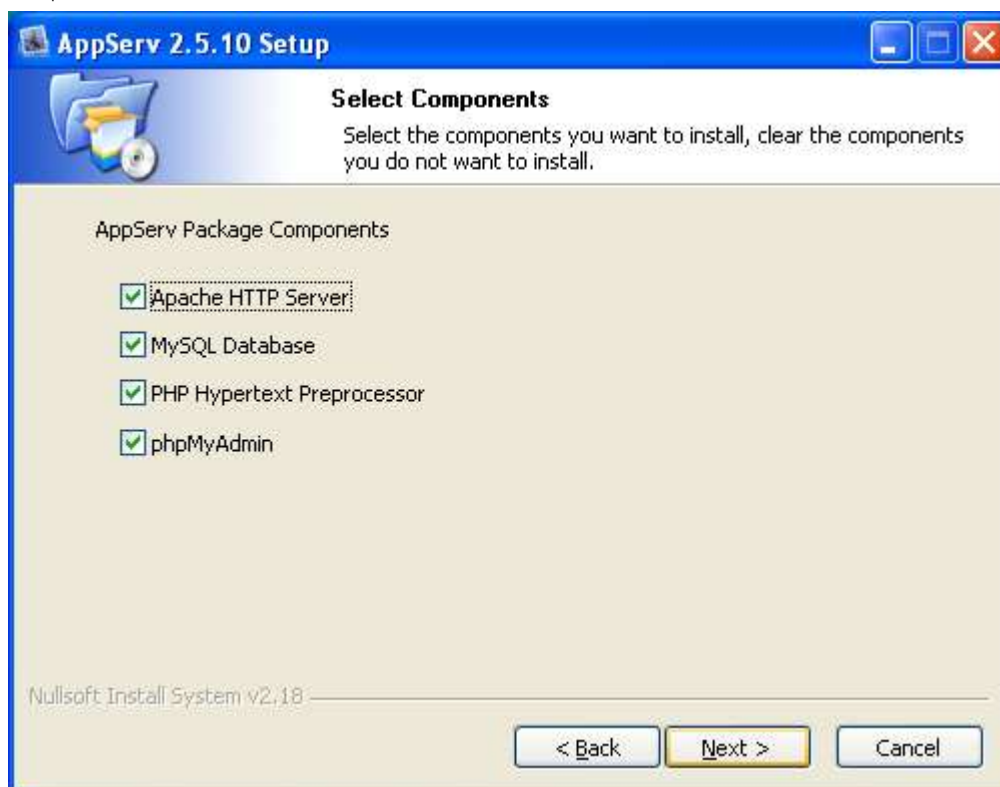 AppServ 2.5.10 Setup
Select Components
Select the components you want to install, clear the components
you do not want to install.
AppServ Package Components
Apache HTTP Server
MySQL Database
PHP Hypertext Preprocessor
phpMyAdmin
Nullsoft Install System v2.18
< Back
Next >
Cancel